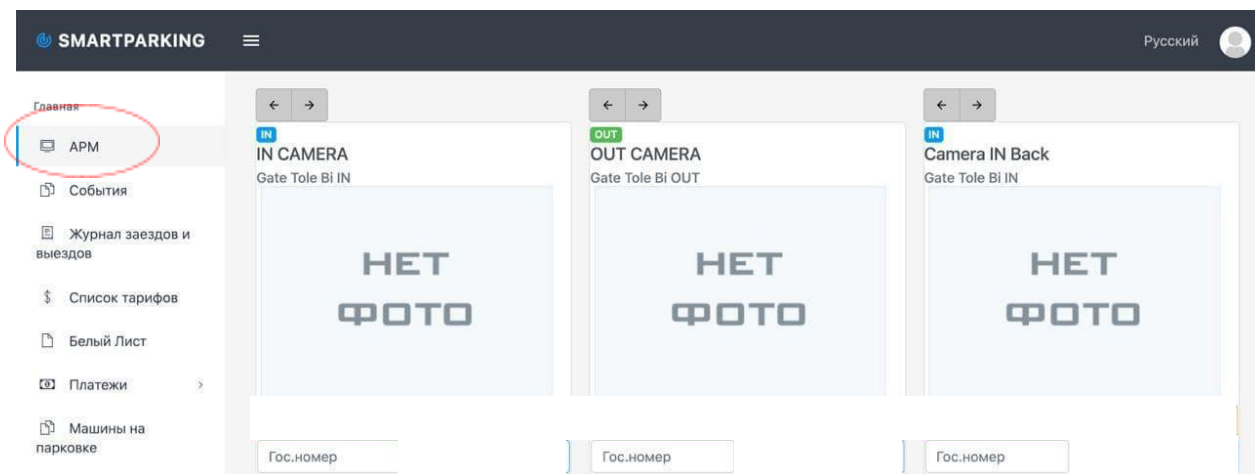 SMARTPARKING
Русский
Главная
АРМ
События
Журнал заездов и
выездов
$ Список тарифов
Белый Лист
Платежи
Машины на
парковке
IN
IN CAMERA
Gate Tole Bi IN
НЕТ
ФОТО
Гос.номер
OUT
OUT CAMERA
Gate Tole Bi OUT
НЕТ
ФОТО
Гос.номер
IN
Camera IN Back
Gate Tole Bi IN
НЕТ
ФОТО
Гос.номер